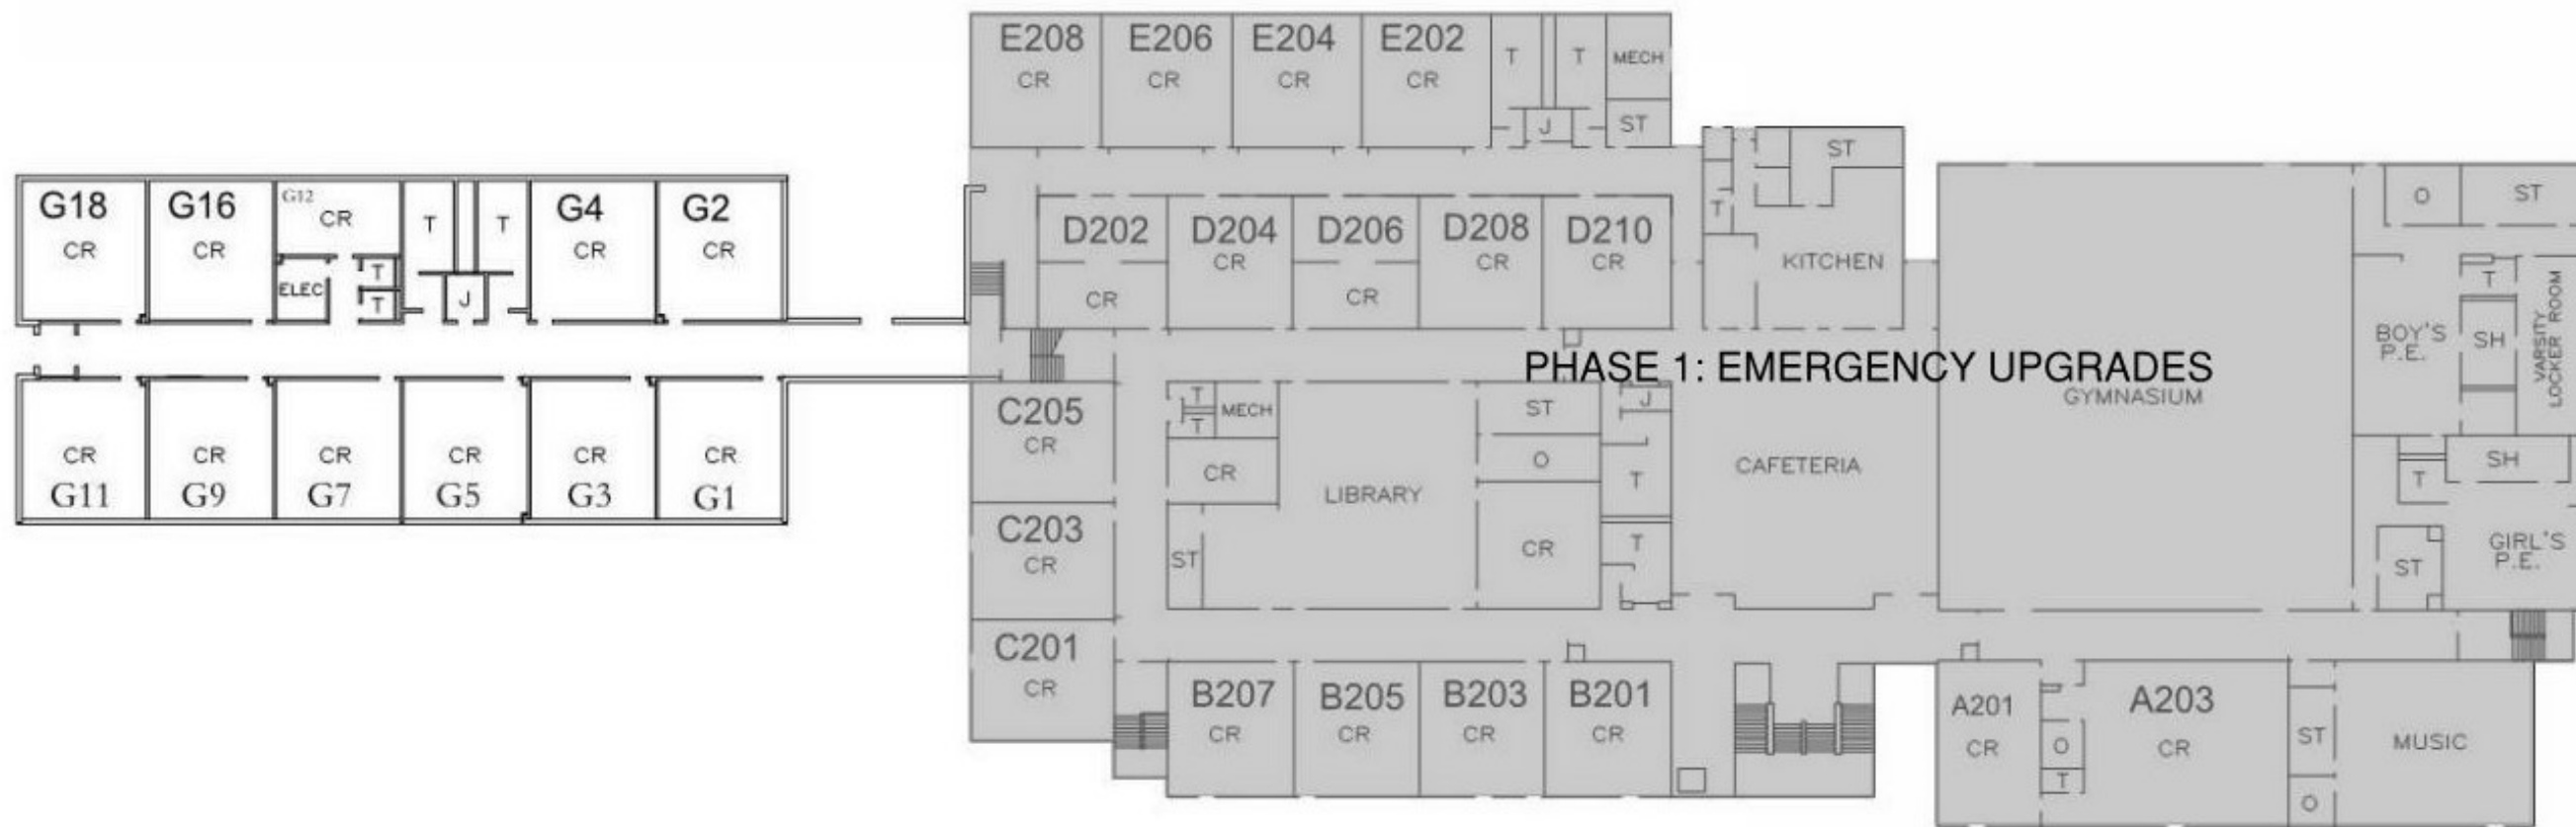 E208
CR
E206
CR
E204
CR
E202
CR
T
T
MECH
J
ST
G18
CR
G16
CR
G12
CR
ELEC
T
T
T
T
J
G4
CR
G2
CR
CR
G11
CR
G9
CR
G7
CR
G5
CR
G3
CR
G1
D202
CR
D204
CR
D206
CR
D208
CR
D210
CR
T
ST
KITCHEN
O
ST
BOY'S
P.E.
T
SH
VARSITY
LOCKER ROOM
PHASE 1: EMERGENCY UPGRADES
GYMNASIUM
C205
CR
T
T
MECH
CR
ST
LIBRARY
ST
O
CR
J
T
T
CAFETERIA
SH
T
GIRL'S
P.E.
ST
C203
CR
C201
CR
B207
CR
B205
CR
B203
CR
B201
CR
A201
CR
O
T
A203
CR
ST
O
MUSIC